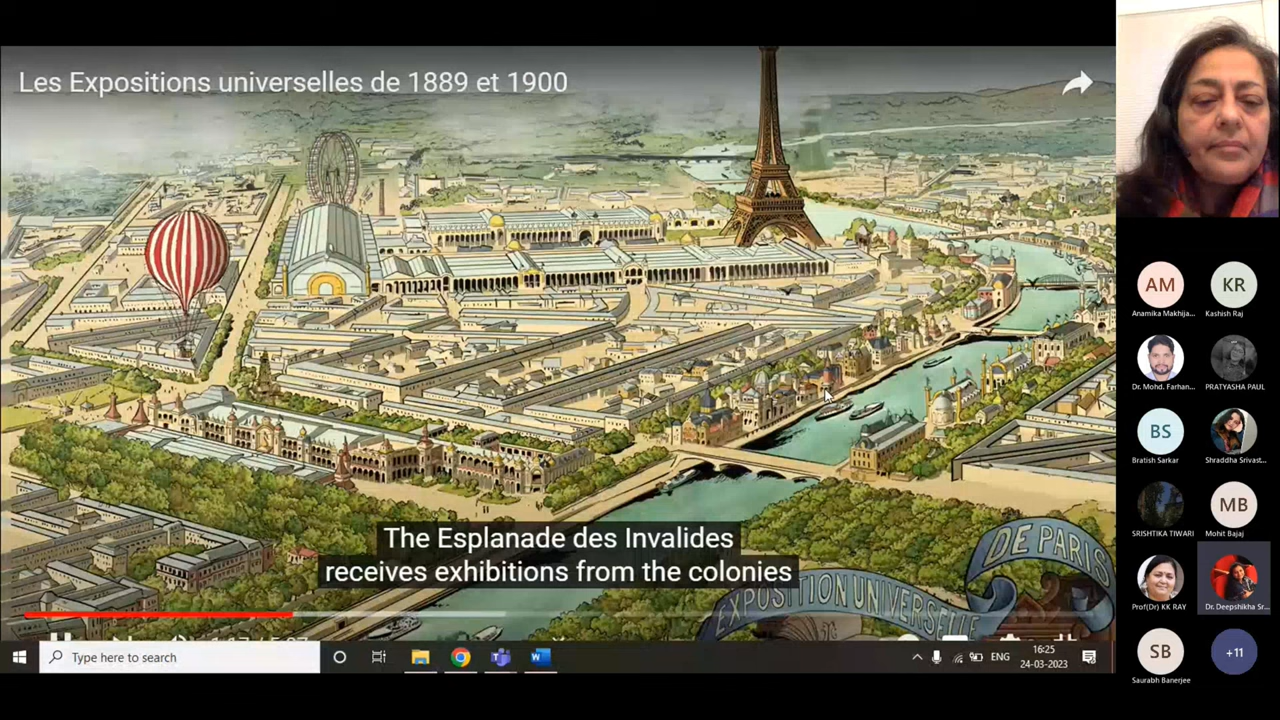 Les Expositions universelles de 1889 et 1900
DE PARIS
EXPOSITION UNIVERSELLE
The Esplanade des Invalides
receives exhibitions from the colonies
Type here to search
ENG
16:25
24-03-2023
AM
KR
Anamika Makhija...
Kashish Raj
Dr. Mohd. Farhan...
PRATYASHA PAUL
BS
Bratish Sarkar
Shraddha Srivast...
MB
SRISHTIKA TIWARI
Mohit Bajaj
Prof(Dr) KK RAY
Dr. Deepshikha Sr...
SB
+11
Saurabh Banerjee